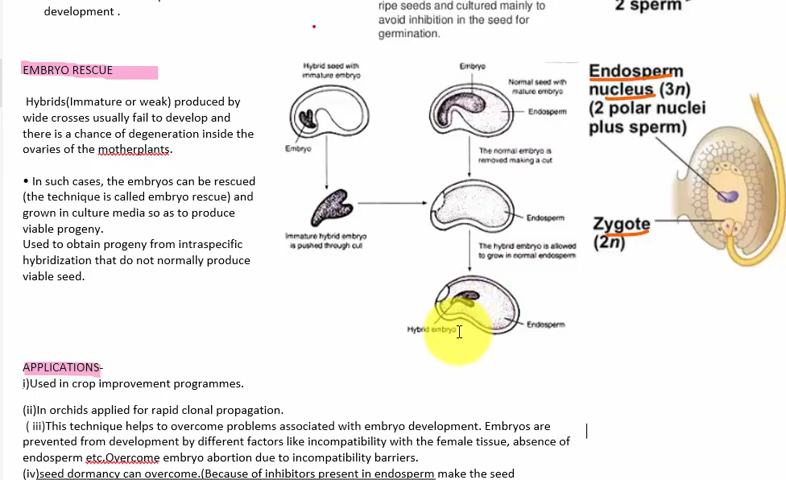 development .
ripe seeds and cultured mainly to
avoid inhibition in the seed for
germination.
2 sperm
EMBRYO RESCUE
Hybrids(Immature or weak) produced by
wide crosses usually fail to develop and
there is a chance of degeneration inside the
ovaries of the motherplants.
• In such cases, the embryos can be rescued
(the technique is called embryo rescue) and
grown in culture media so as to produce
viable progeny.
Used to obtain progeny from intraspecific
hybridization that do not normally produce
viable seed.
Hybrid seed with
immature embryo
Embryo
Immature hybrid embryo
is pushed through cut
Embryo
Normal seed with
mature embryo
Endosperm
The normal embryo is
removed making a cut
Endosperm
The hybrid embryo is allowed
to grow in normal endosperm
Hybrid embryo
Endosperm
Endosperm
nucleus (3n)
(2 polar nuclei
plus sperm)
Zygote
(2n)
APPLICATIONS-
i)Used in crop improvement programmes.
(ii)In orchids applied for rapid clonal propagation.
( iii)This technique helps to overcome problems associated with embryo development. Embryos are
prevented from development by different factors like incompatibility with the female tissue, absence of
endosperm etc.Overcome embryo abortion due to incompatibility barriers.
(iv)seed dormancy can overcome.(Because of inhibitors present in endosperm make the seed